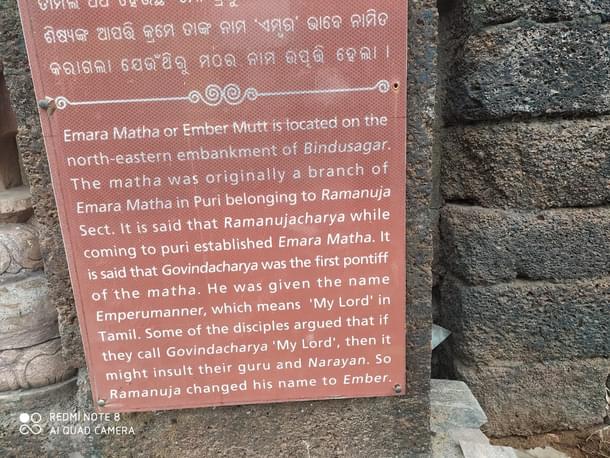 ଶିଷ୍ୟଙ୍କ ଆପତ୍ତି କ୍ରମେ ତାଙ୍କ ନାମ ‘ଏମ୍ବର’ ଭାବେ ନାମିତ
କରାଗଲା ଯେଉଁଥିରୁ ମଠର ନାମ ଉତ୍ପତ୍ତି ହେଲା ।
Emara Matha or Ember Mutt is located on the
north-eastern embankment of Bindusagar.
The matha was originally a branch of
Emara Matha in Puri belonging to Ramanuja
Sect. It is said that Ramanujacharya while
coming to puri established Emara Matha. It
is said that Govindacharya was the first pontiff
of the matha. He was given the name
Emperumanner, which means 'My Lord' in
Tamil. Some of the disciples argued that if
they call Govindacharya 'My Lord', then it
might insult their guru and Narayan. So
Ramanuja changed his name to Ember.
REDMI NOTE 8
AI QUAD CAMERA